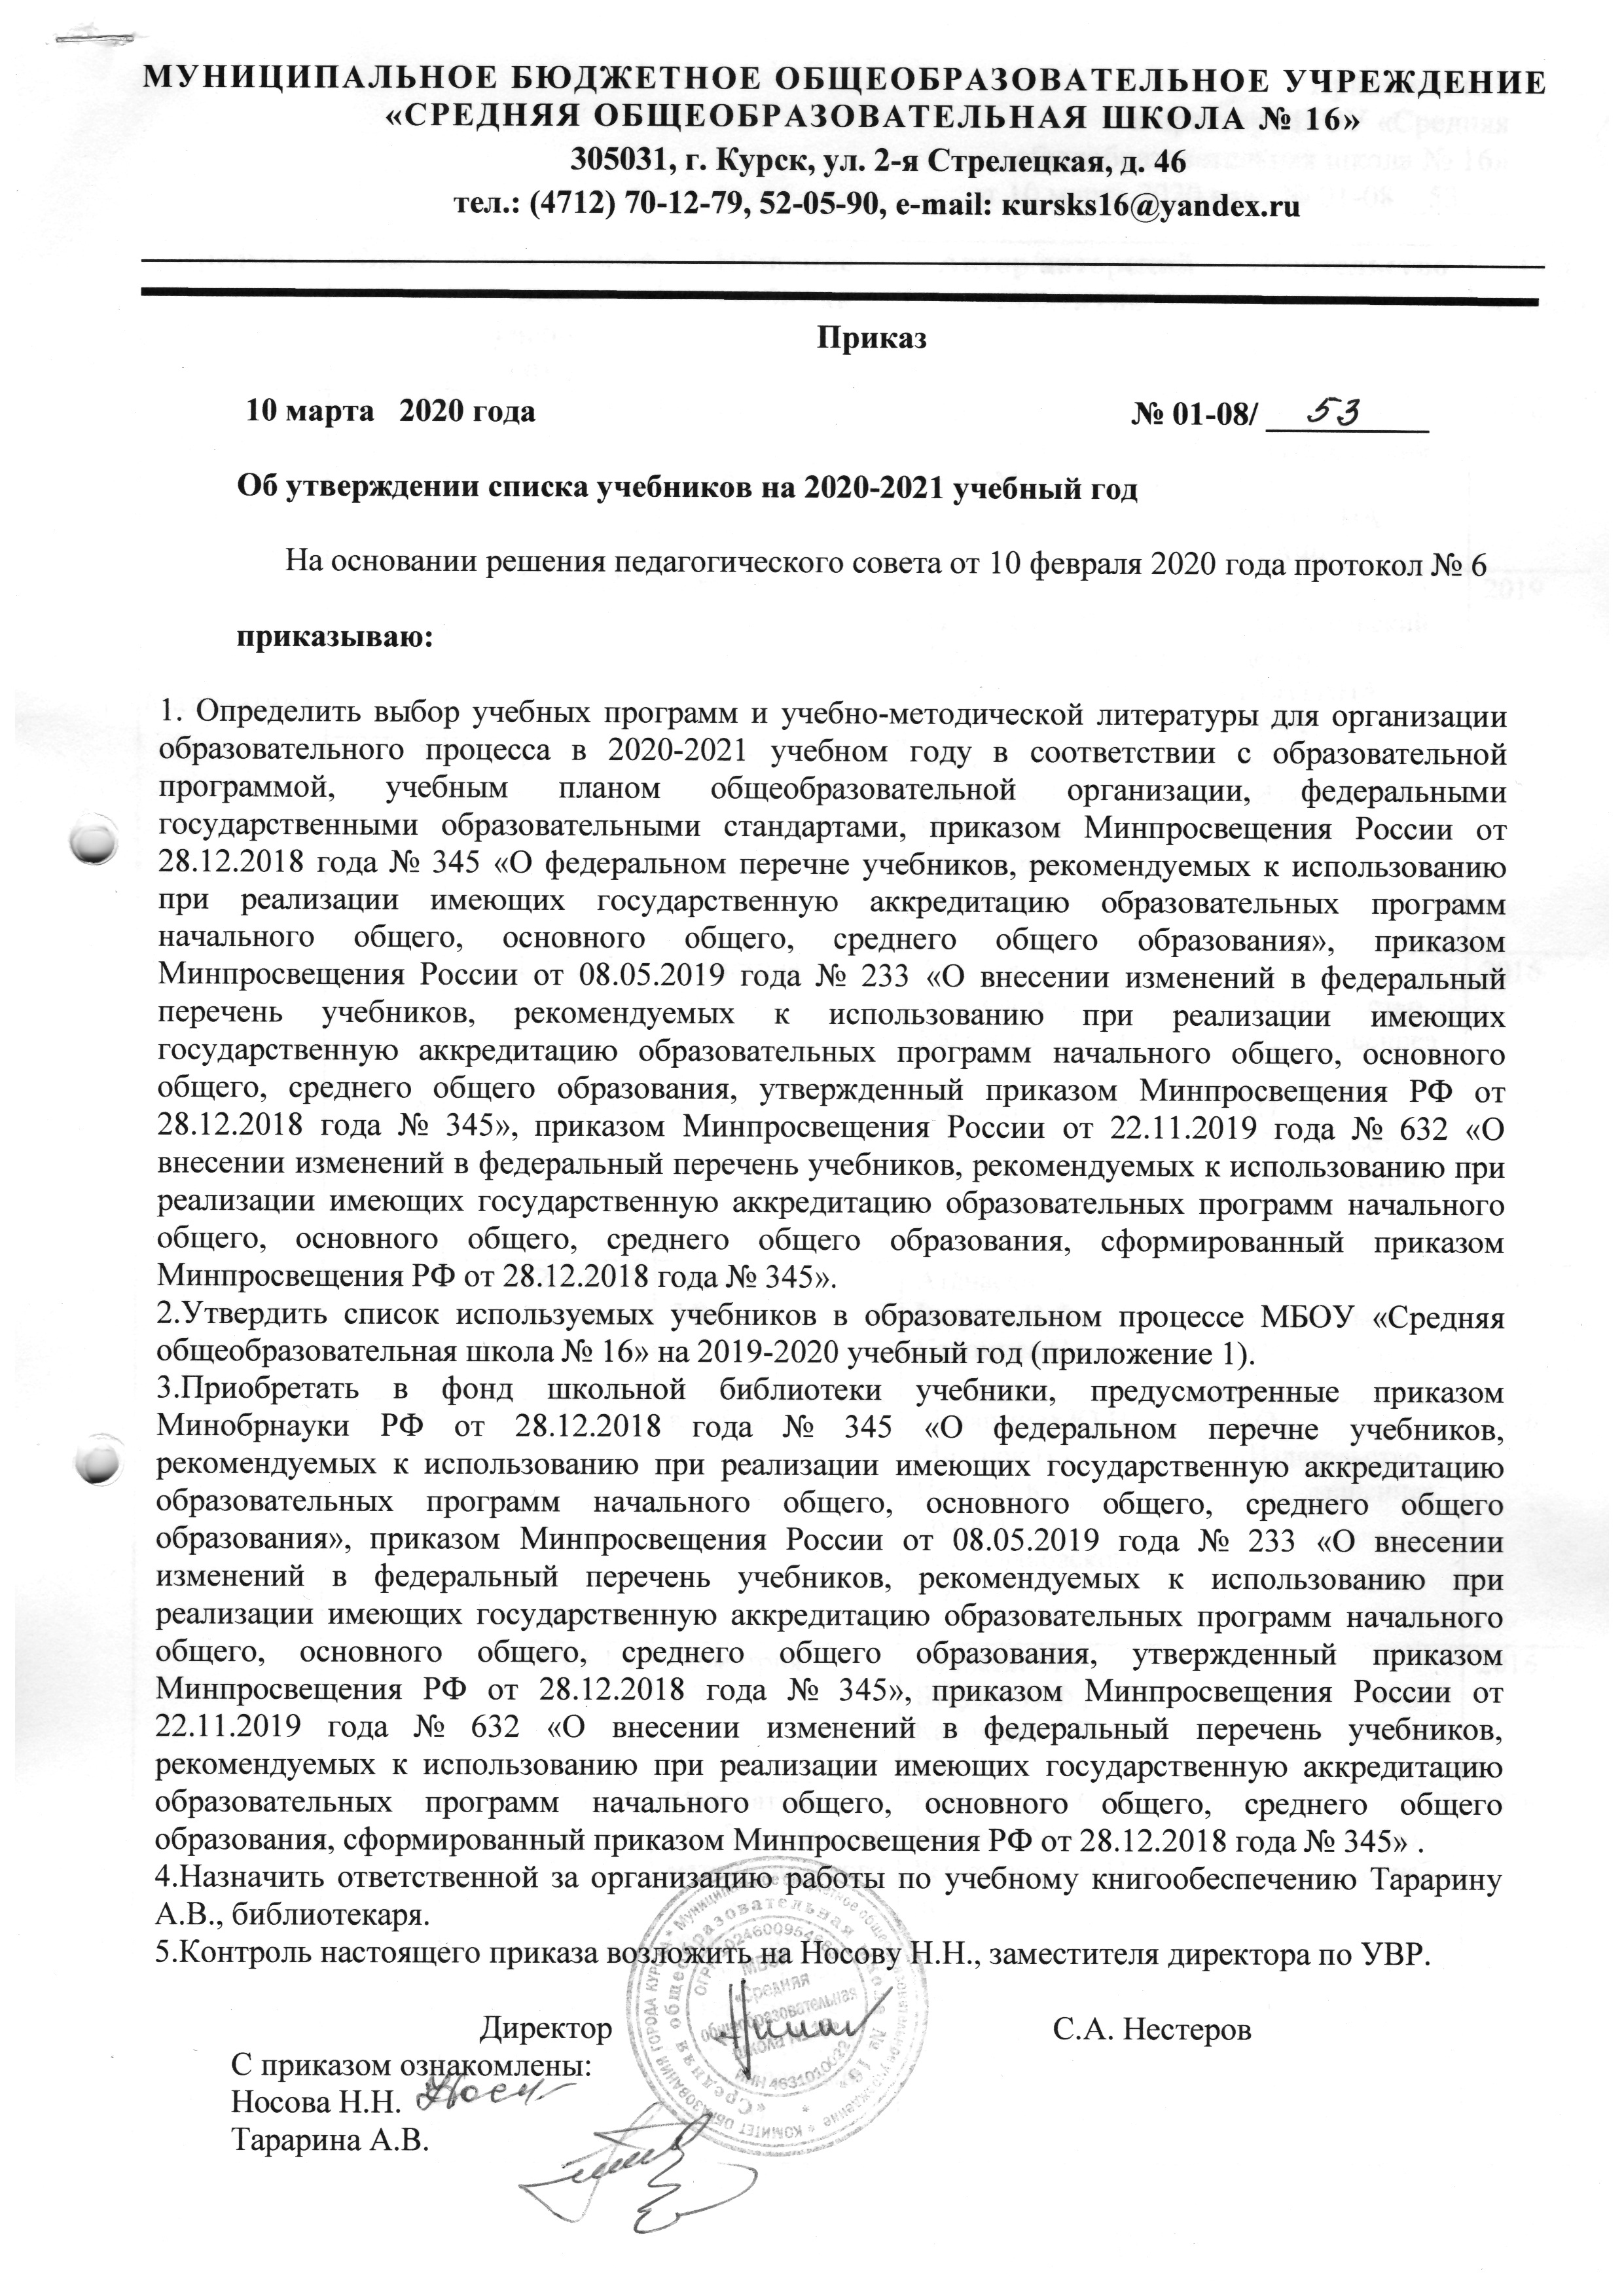 МУНИЦИПАЛЬНОЕ БЮДЖЕТНОЕ ОБЩЕОБРАЗОВАТЕЛЬНОЕ УЧРЕЖДЕНИЕ
«СРЕДНЯЯ ОБЩЕОБРАЗОВАТЕЛЬНАЯ ШКОЛА № 16»
305031, г. Курск, ул. 2-я Стрелецкая, д. 46
тел.: (4712) 70-12-79, 52-05-90, e-mail: кursks16@yandex.ru
Приказ
10 марта 2020 года № 01-08/ 53
Об утверждении списка учебников на 2020-2021 учебный год
На основании решения педагогического совета от 10 февраля 2020 года протокол № 6
приказываю:
1. Определить выбор учебных программ и учебно-методической литературы для организации
образовательного процесса в 2020-2021 учебном году в соответствии с образовательной
программой, учебным планом общеобразовательной организации, федеральными
государственными образовательными стандартами, приказом Минпросвещения России от
28.12.2018 года № 345 «О федеральном перечне учебников, рекомендуемых к использованию
при реализации имеющих государственную аккредитацию образовательных программ
начального общего, основного общего, среднего общего образования», приказом
Минпросвещения России от 08.05.2019 года № 233 «О внесении изменений в федеральный
перечень учебников, рекомендуемых к использованию при реализации имеющих
государственную аккредитацию образовательных программ начального общего, основного
общего, среднего общего образования, утвержденный приказом Минпросвещения РФ от
28.12.2018 года № 345», приказом Минпросвещения России от 22.11.2019 года № 632 «О
внесении изменений в федеральный перечень учебников, рекомендуемых к использованию при
реализации имеющих государственную аккредитацию образовательных программ начального
общего, основного общего, среднего общего образования, сформированный приказом
Минпросвещения РФ от 28.12.2018 года № 345».
2.Утвердить список используемых учебников в образовательном процессе МБОУ «Средняя
общеобразовательная школа № 16» на 2019-2020 учебный год (приложение 1).
3.Приобретать в фонд школьной библиотеки учебники, предусмотренные приказом
Минобрнауки РФ от 28.12.2018 года № 345 «О федеральном перечне учебников,
рекомендуемых к использованию при реализации имеющих государственную аккредитацию
образовательных программ начального общего, основного общего, среднего общего
образования», приказом Минпросвещения России от 08.05.2019 года № 233 «О внесении
изменений в федеральный перечень учебников, рекомендуемых к использованию при
реализации имеющих государственную аккредитацию образовательных программ начального
общего, основного общего, среднего общего образования, утвержденный приказом
Минпросвещения РФ от 28.12.2018 года № 345», приказом Минпросвещения России от
22.11.2019 года № 632 «О внесении изменений в федеральный перечень учебников,
рекомендуемых к использованию при реализации имеющих государственную аккредитацию
образовательных программ начального общего, основного общего, среднего общего
образования, сформированный приказом Минпросвещения РФ от 28.12.2018 года № 345» .
4.Назначить ответственной за организацию работы по учебному книгообеспечению Тарарину
А.В., библиотекаря.
5.Контроль настоящего приказа возложить на Носову Н.Н., заместителя директора по УВР.
Директор С.А. Нестеров
С приказом ознакомлены:
Носова Н.Н.
Тарарина А.В.
МБОУ
«Средняя
общеобразовательная
школа № 16»